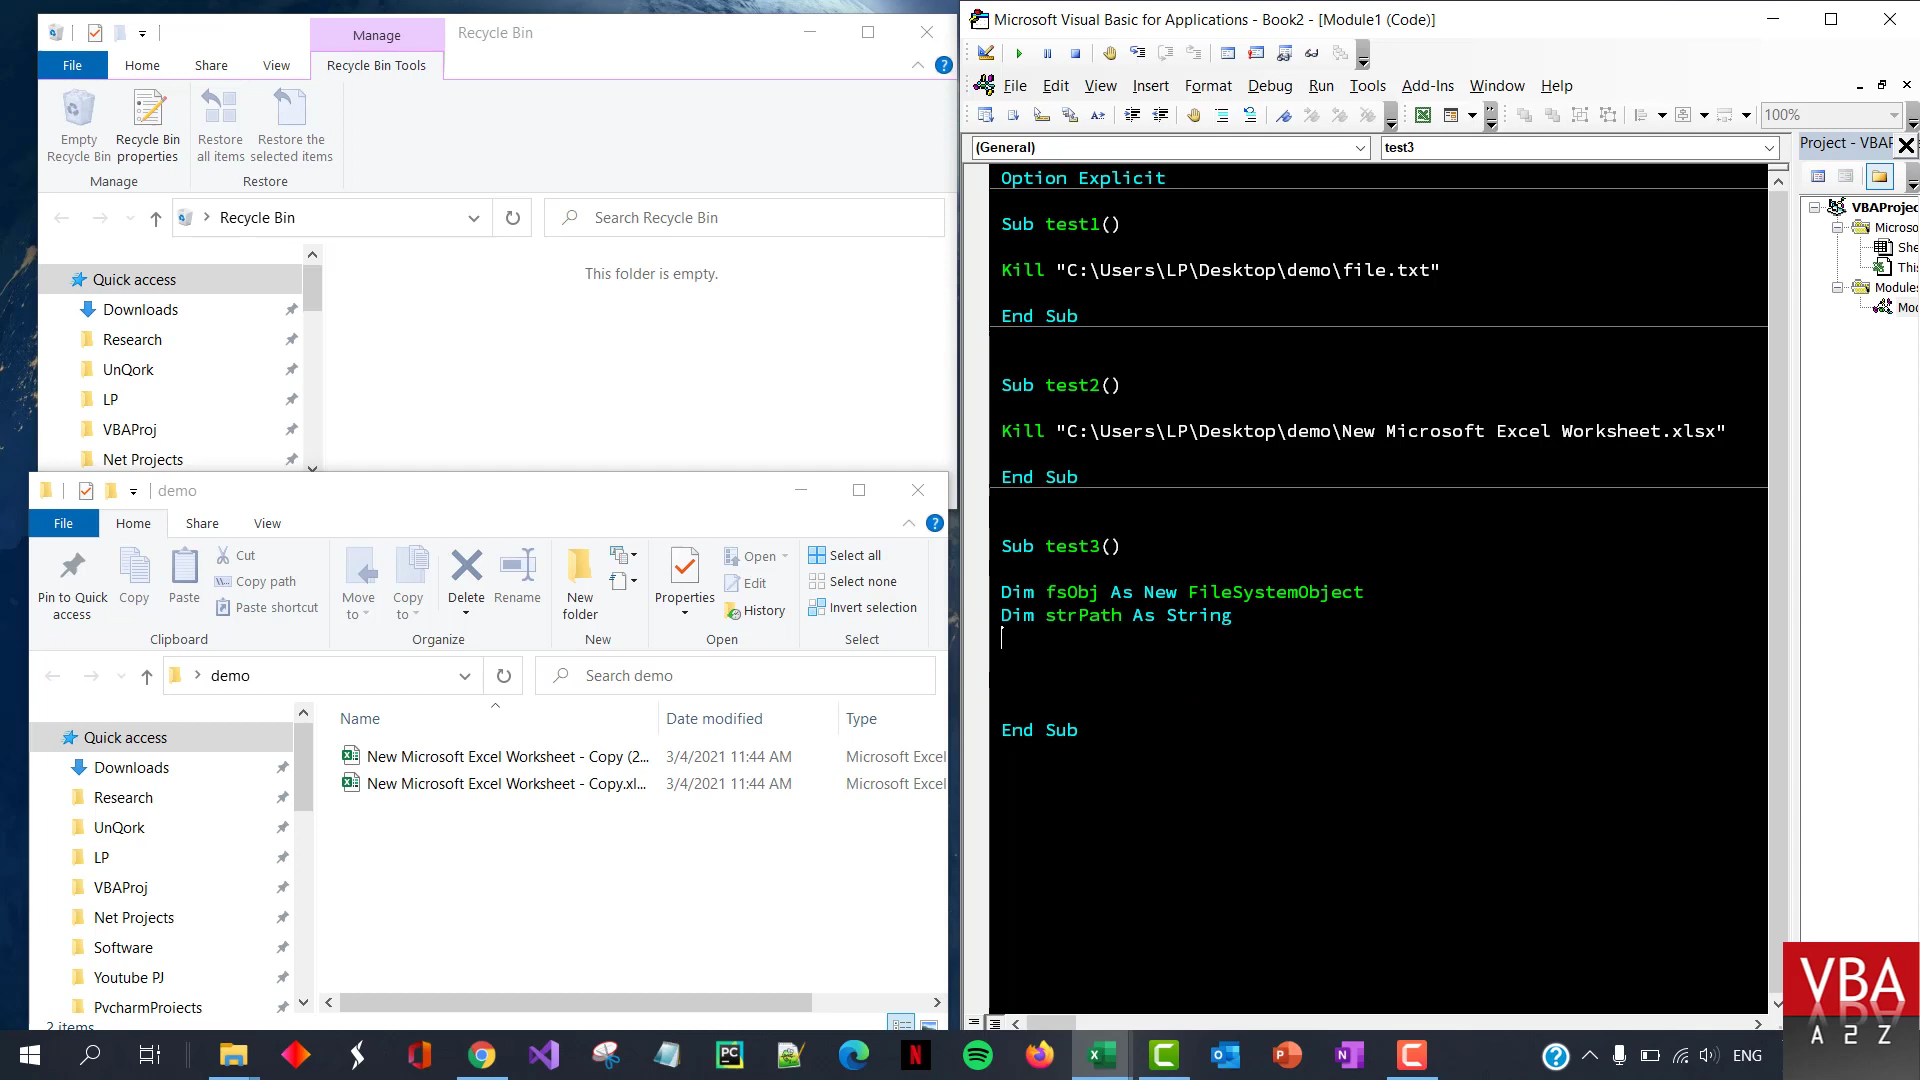 Manage
Recycle Bin
File
Home
Share
View
Recycle Bin Tools
Empty
Recycle Bin
Recycle Bin
properties
Restore
all items
Restore the
selected items
Manage
Restore
Recycle Bin
Search Recycle Bin
This folder is empty.
Quick access
Downloads
Research
UnQork
LP
VBAProj
Net Projects
demo
File
Home
Share
View
Pin to Quick
access
Copy
Paste
Cut
Copy path
Paste shortcut
Move
to
Copy
to
Delete
Rename
New
folder
Properties
Open
Edit
History
Select all
Select none
Invert selection
Clipboard
Organize
New
Open
Select
demo
Search demo
Name
Date modified
Type
New Microsoft Excel Worksheet - Copy (2...
3/4/2021 11:44 AM
Microsoft Excel
New Microsoft Excel Worksheet - Copy.xl...
3/4/2021 11:44 AM
Microsoft Excel
Quick access
Downloads
Research
UnQork
LP
VBAProj
Net Projects
Software
Youtube PJ
PvcharmProjects
2 items
Microsoft Visual Basic for Applications - Book2 - [Module1 (Code)]
File Edit View Insert Format Debug Run Tools Add-Ins Window Help
100%
(General)
test3
Option Explicit
Sub test1()
Kill "C:\Users\LP\Desktop\demo\file.txt"
End Sub
Sub test2()
Kill "C:\Users\LP\Desktop\demo\New Microsoft Excel Worksheet.xlsx"
End Sub
Sub test3()
Dim fsObj As New FileSystemObject
Dim strPath As String
End Sub
Project - VBAP
VBAProjec
Microso
She
This
Modules
Mod
VBA
A 2 Z
ENG